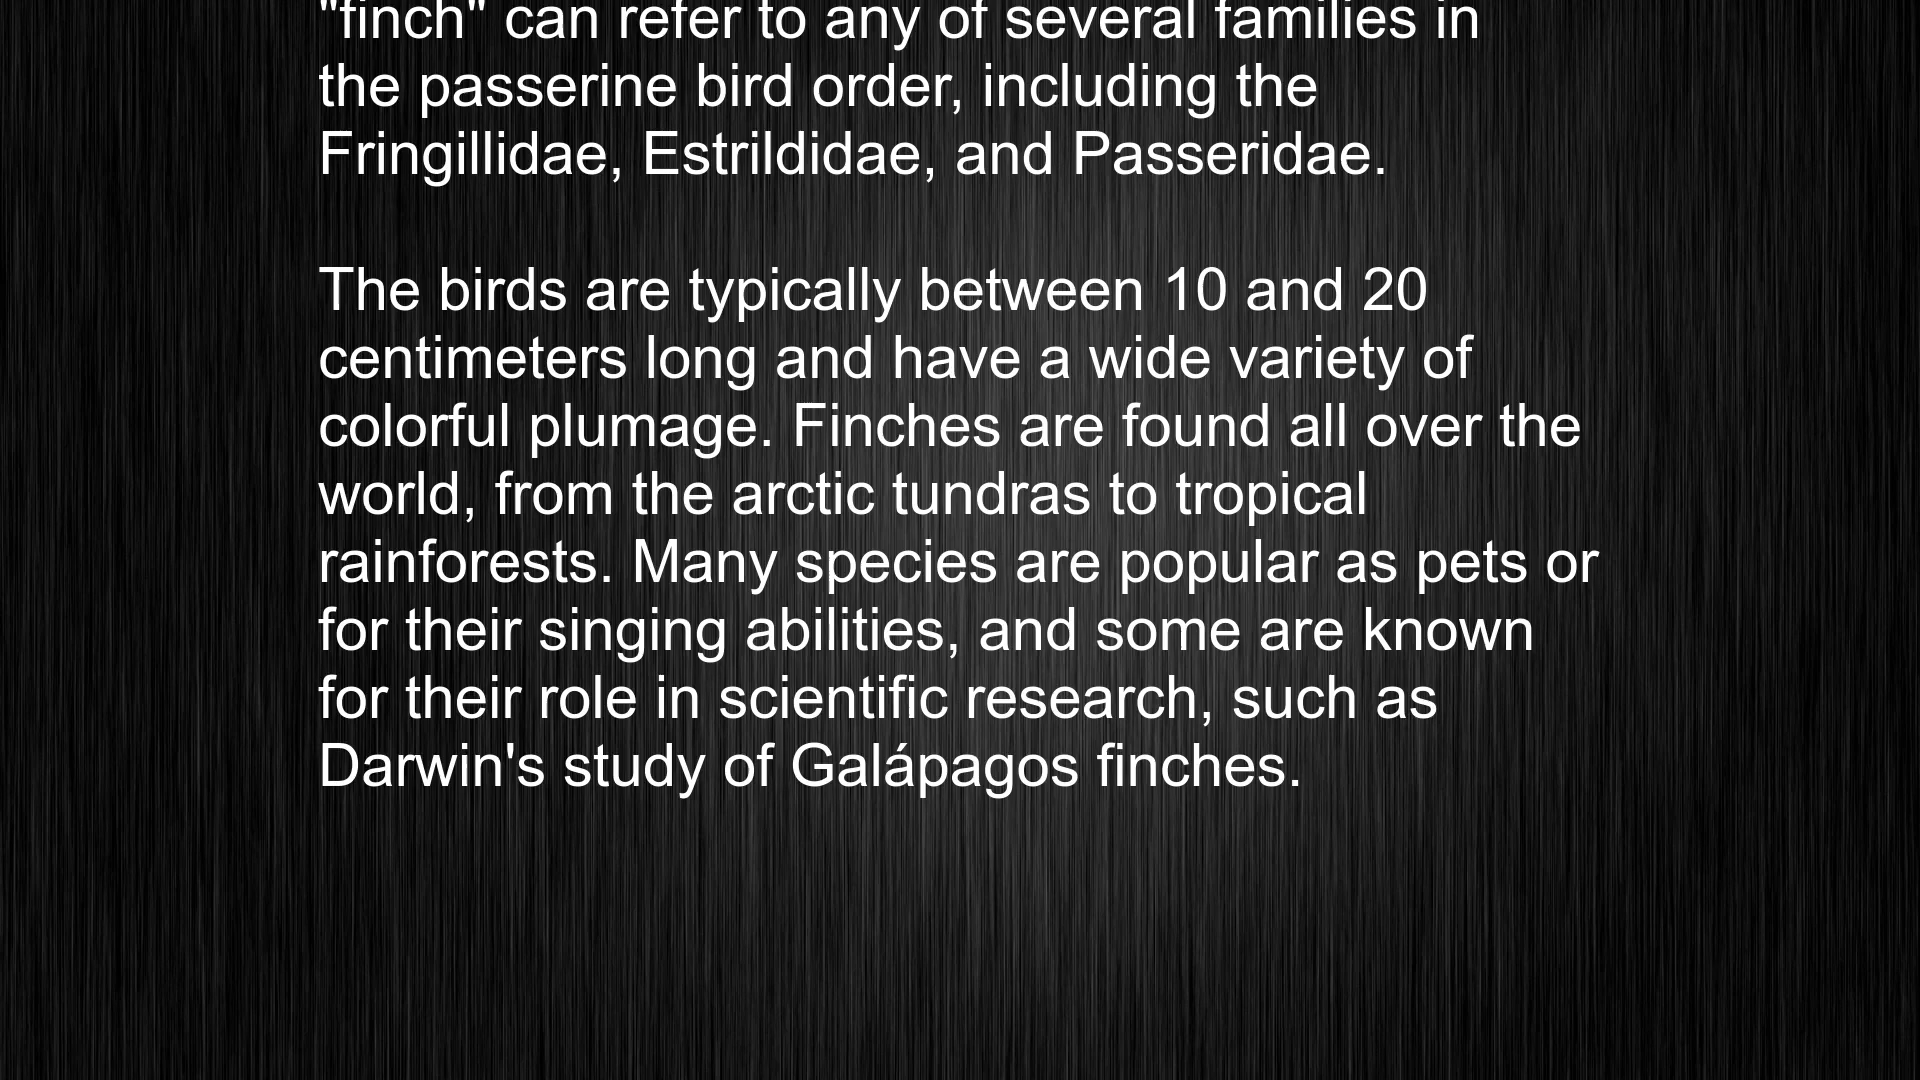 "finch" can refer to any of several families in
the passerine bird order, including the
Fringillidae, Estrildidae, and Passeridae.
The birds are typically between 10 and 20
centimeters long and have a wide variety of
colorful plumage. Finches are found all over the
world, from the arctic tundras to tropical
rainforests. Many species are popular as pets or
for their singing abilities, and some are known
for their role in scientific research, such as
Darwin's study of Galápagos finches.